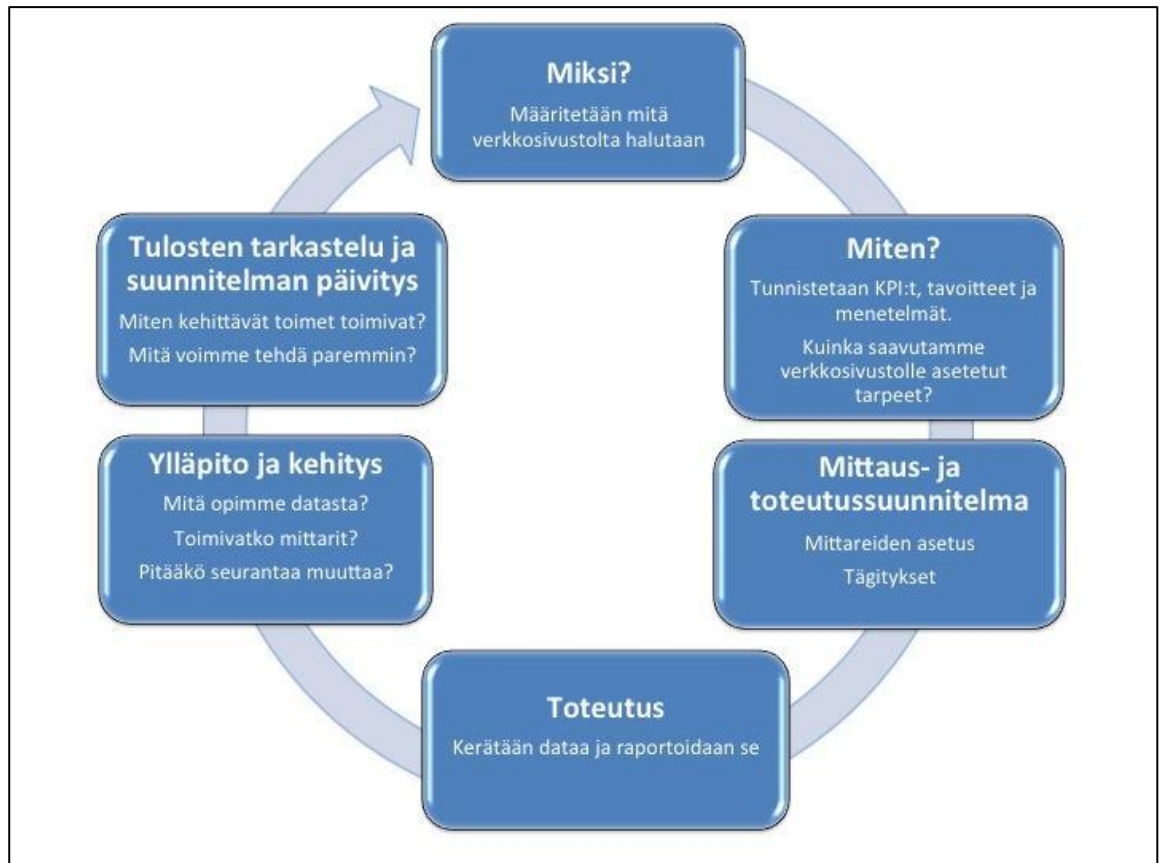 Miksi?
Määritetään mitä
verkkosivustolta halutaan
Miten?
Tunnistetaan KPI:t, tavoitteet ja
menetelmät.
Kuinka saavutamme
verkkosivustolle asetetut
tarpeet?
Mittaus- ja
toteutussuunnitelma
Mittareiden asetus
Tägitykset
Toteutus
Kerätään dataa ja raportoidaan se
Ylläpito ja kehitys
Mitä opimme datasta?
Toimivatko mittarit?
Pitääkö seurantaa muuttaa?
Tulosten tarkastelu ja
suunnitelman päivitys
Miten kehittävät toimet toimivat?
Mitä voimme tehdä paremmin?